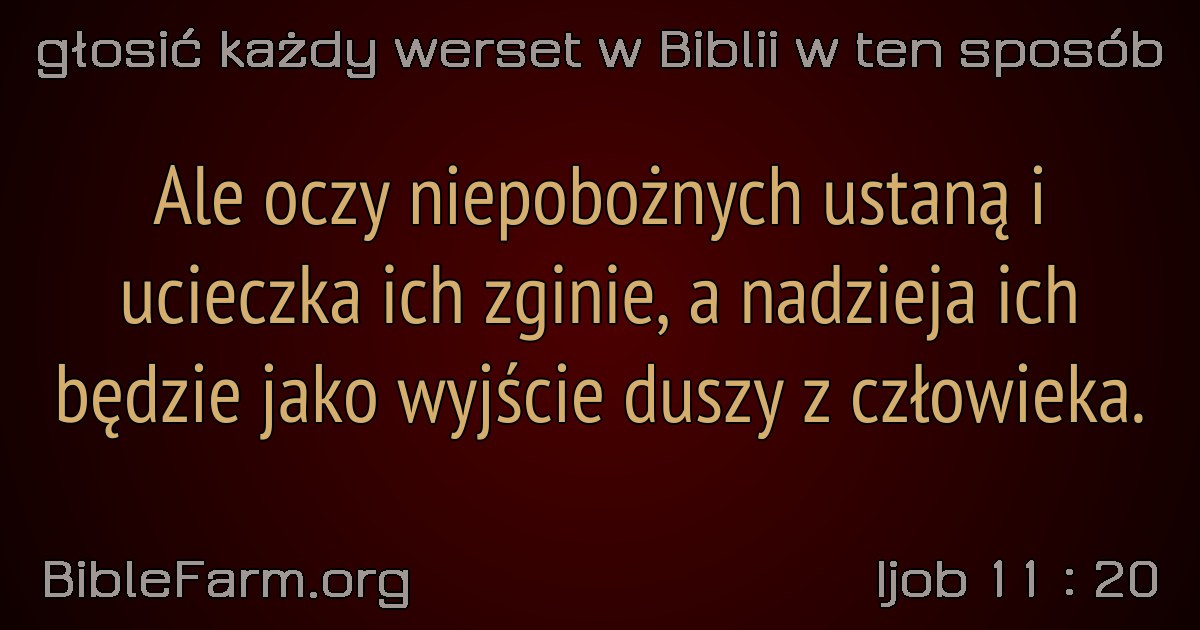 głosić każdy werset w Biblii w ten sposób
Ale oczy niepobożnych ustaną i
ucieczka ich zginie, a nadzieja ich
będzie jako wyjście duszy z człowieka.
BibleFarm.org
Ijob 11 : 20